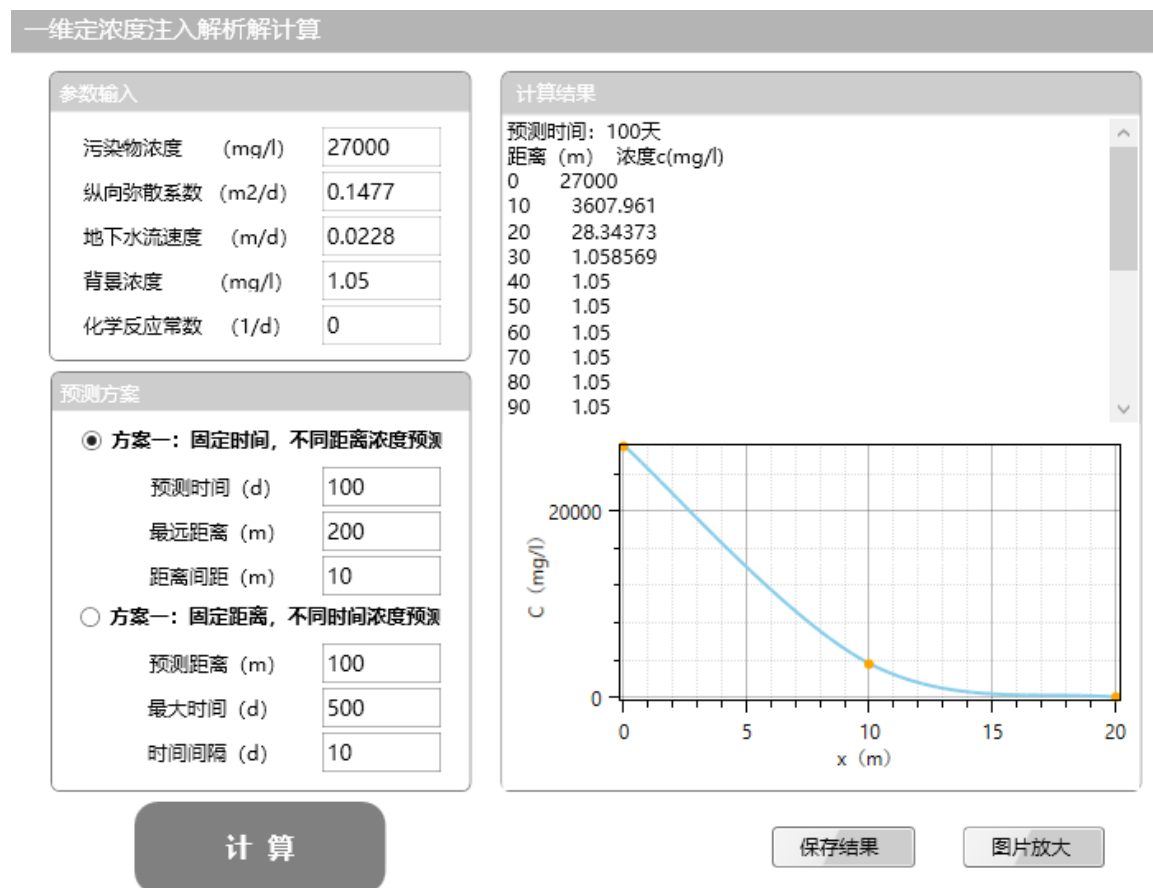 一维定浓度注入解析解计算
参数输入
污染物浓度 (mg/l) 27000
纵向弥散系数 (m2/d) 0.1477
地下水流速度 (m/d) 0.0228
背景浓度 (mg/l) 1.05
化学反应常数 (1/d) 0
预测方案
方案一：固定时间，不同距离浓度预测
预测时间（d） 100
最远距离（m） 200
距离间距（m） 10
方案一：固定距离，不同时间浓度预测
预测距离（m） 100
最大时间（d） 500
时间间隔（d） 10
计算
计算结果
预测时间：100天
距离（m） 浓度c(mg/l)
0 27000
10 3607.961
20 28.34373
30 1.058569
40 1.05
50 1.05
60 1.05
70 1.05
80 1.05
90 1.05
C（mg/l）
20000
0
0 5 10 15 20
x（m）
保存结果 图片放大